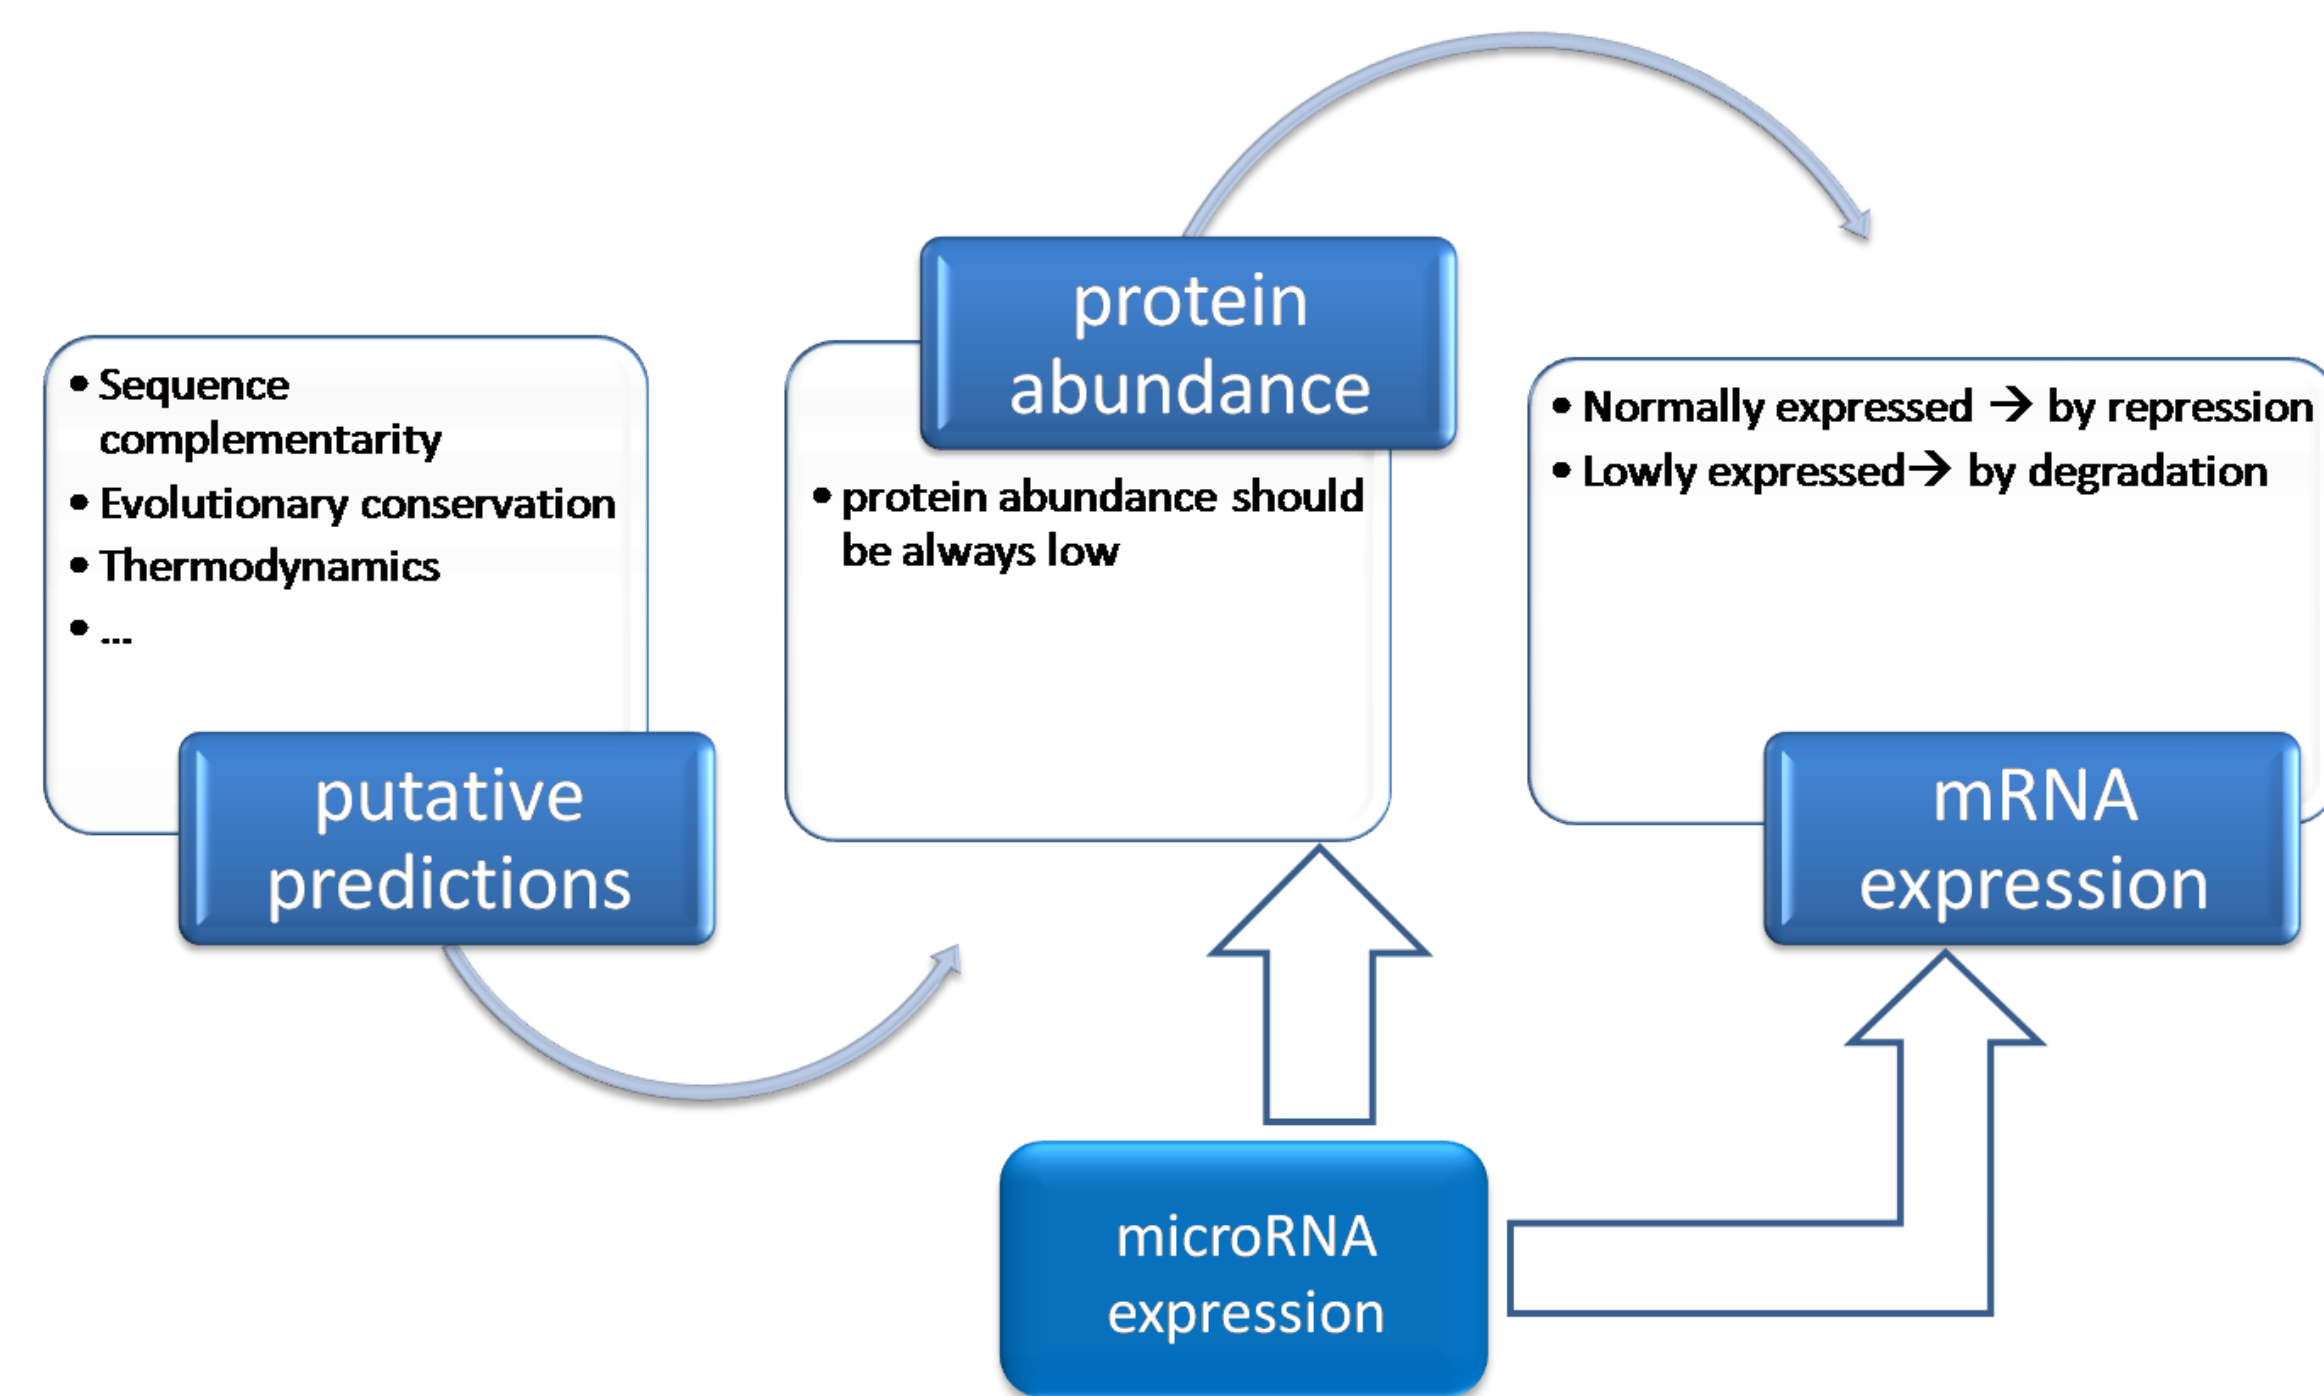 • Sequence
complementarity
• Evolutionary conservation
• Thermodynamics
• ...
putative
predictions
protein
abundance
• protein abundance should
be always low
• Normally expressed → by repression
• Lowly expressed→ by degradation
mRNA
expression
microRNA
expression